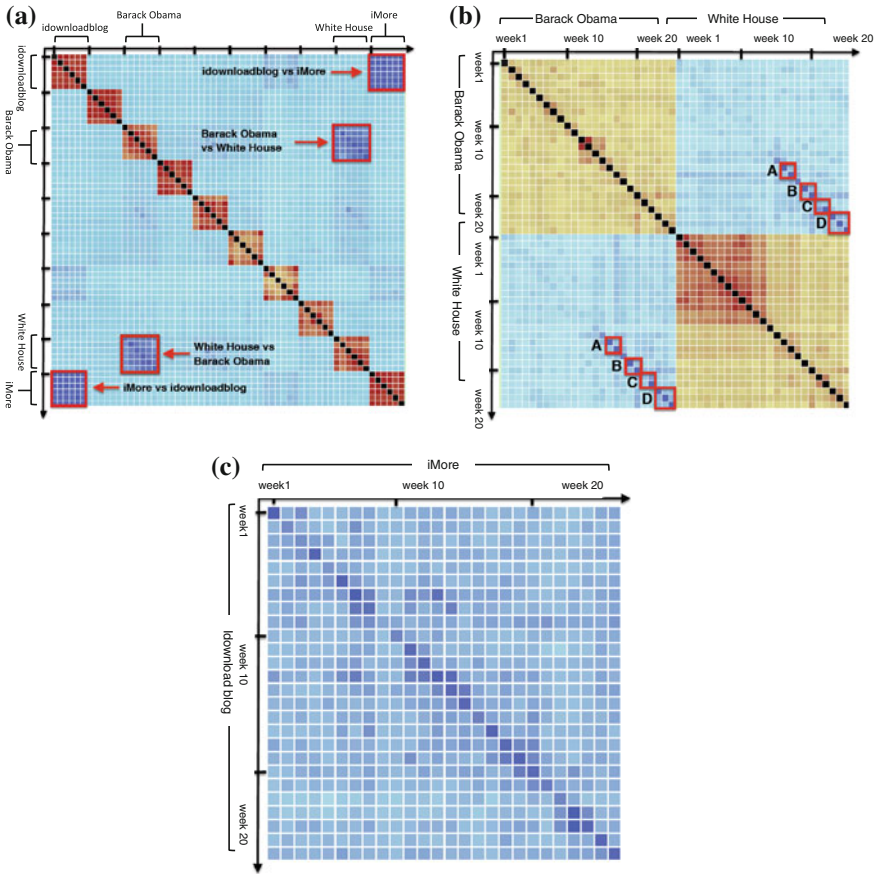 (a)
Barack Obama
iMore
idownloadblog
White House
idownloadblog
Barack Obama
White House
iMore
idownloadblog vs iMore
Barack Obama
vs White House
White House vs
Barack Obama
iMore vs idownloadblog
(b)
Barack Obama
White House
week1
week 10
week 20
week 1
week 10
week 20
week1
week 10
week 20
week 1
week 10
week 20
Barack Obama
White House
A
B
C
D
A
B
C
D
(c)
iMore
week1
week 10
week 20
week1
week 10
week 20
Idownload blog